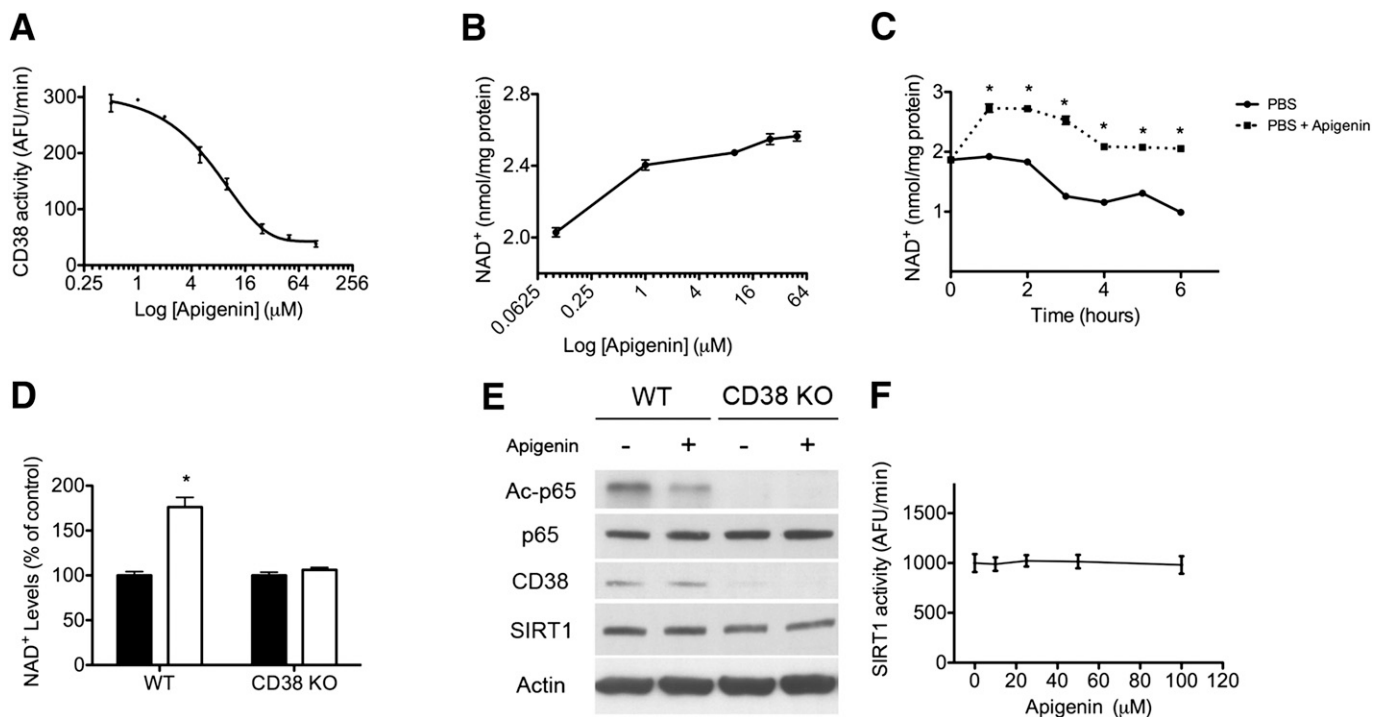 A
CD38 activity (AFU/min)
300
200
100
0
0.25
1
4
16
64
256
Log [Apigenin] (μM)
B
NAD+ (nmol/mg protein)
2.8
2.4
2.0
0.0625
0.25
1
4
16
64
Log [Apigenin] (μM)
C
NAD+ (nmol/mg protein)
3
2
1
* * * * * *
0
2
4
6
Time (hours)
PBS
PBS + Apigenin
D
NAD+ Levels (% of control)
200
150
100
50
0
*
WT
CD38 KO
E
WT
CD38 KO
Apigenin - + - +
Ac-p65
p65
CD38
SIRT1
Actin
F
SIRT1 activity (AFU/min)
1500
1000
500
0
0
20
40
60
80
100
120
Apigenin (μM)